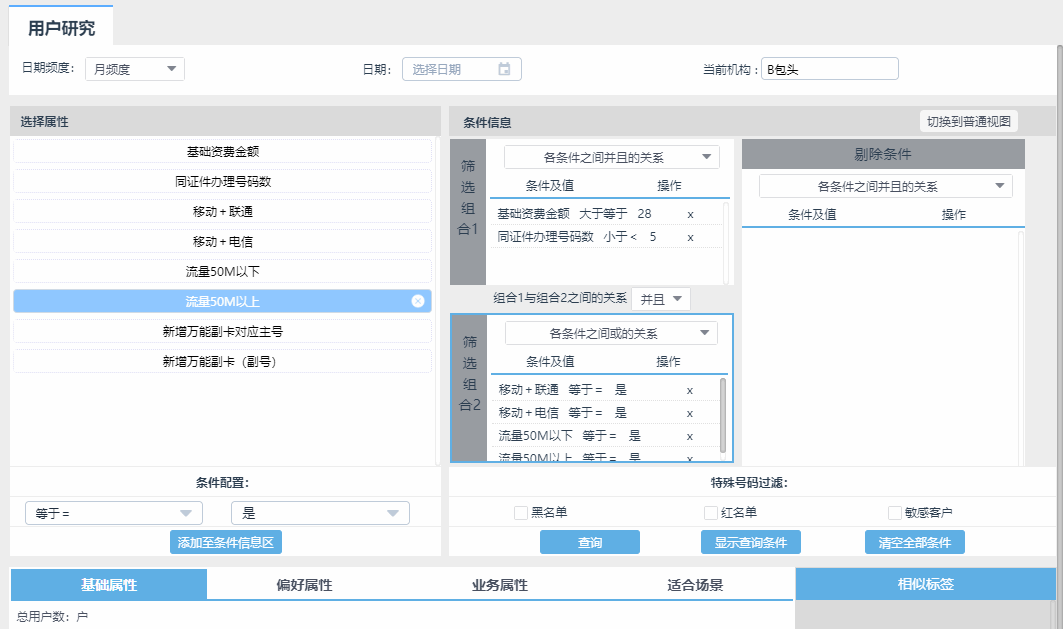 用户研究
日期频度： 月频度 日期： 选择日期 当前机构： B包头
选择属性
基础资费金额
同证件办理号码数
移动＋联通
移动＋电信
流量50M以下
流量50M以上
新增万能副卡对应主号
新增万能副卡（副号）
条件配置：
等于＝ 是
添加至条件信息区
条件信息 切换到普通视图
筛选组合1
各条件之间并且的关系
条件及值 操作
基础资费金额 大于等于 28 x
同证件办理号码数 小于＜ 5 x
组合1与组合2之间的关系 并且
筛选组合2
各条件之间或的关系
条件及值 操作
移动＋联通 等于＝ 是 x
移动＋电信 等于＝ 是 x
流量50M以下 等于＝ 是 x
流量50M以上 等于＝ 是 x
剔除条件
各条件之间并且的关系
条件及值 操作
特殊号码过滤：
黑名单 红名单 敏感客户
查询 显示查询条件 清空全部条件
基础属性 偏好属性 业务属性 适合场景 相似标签
总用户数： 户